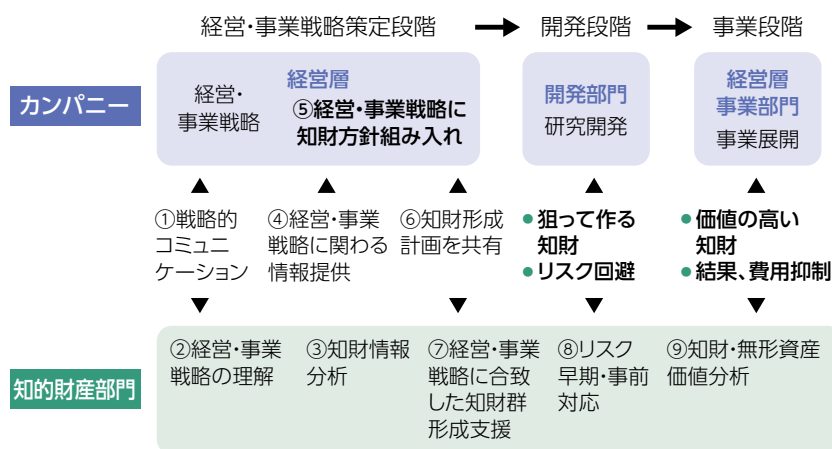 経営・事業戦略策定段階
開発段階
事業段階
カンパニー
経営・
事業戦略
経営層
⑤経営・事業戦略に
知財方針組み入れ
開発部門
研究開発
経営層
事業部門
事業展開
①戦略的
コミュニ
ケーション
④経営・事業
戦略に関わる
情報提供
⑥知財形成
計画を共有
●狙って作る
知財
●リスク回避
●価値の高い
知財
●結果、費用抑制
知的財産部門
②経営・事業
戦略の理解
③知財情報
分析
⑦経営・事業
戦略に合致
した知財群
形成支援
⑧リスク
早期・事前
対応
⑨知財・無形資産
価値分析